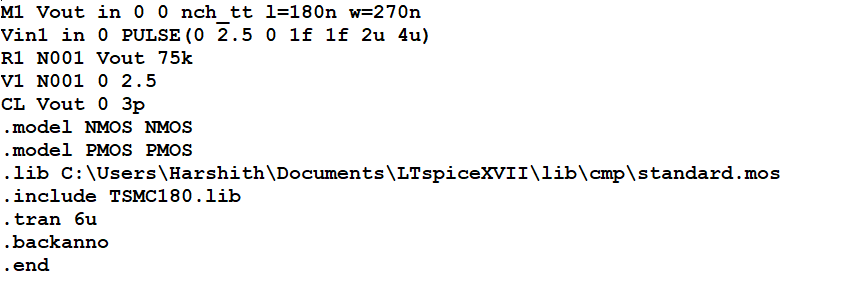 M1 Vout in 0 0 nch_tt l=180n w=270n
Vin1 in 0 PULSE(0 2.5 0 1f 1f 2u 4u)
R1 N001 Vout 75k
V1 N001 0 2.5
CL Vout 0 3p
.model NMOS NMOS
.model PMOS PMOS
.lib C:\Users\Harshith\Documents\LTspiceXVII\lib\cmp\standard.mos
.include TSMC180.lib
.tran 6u
.backanno
.end